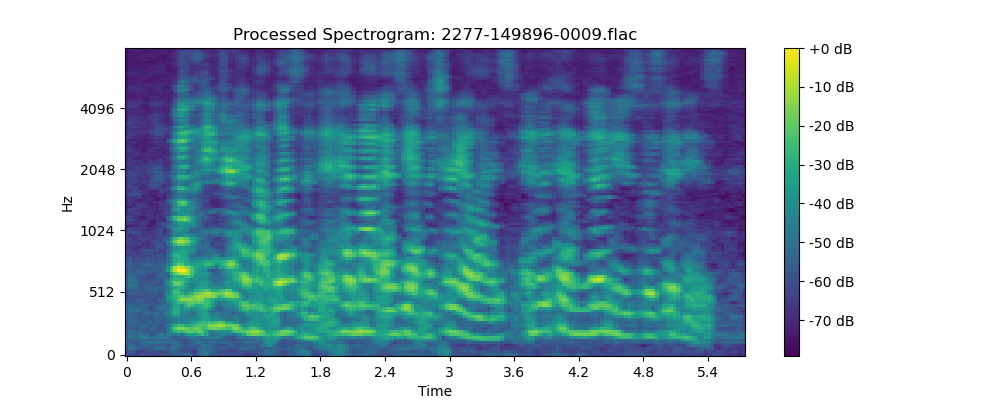 Processed Spectrogram: 2277-149896-0009.flac
+0 dB
-10 dB
-20 dB
-30 dB
-40 dB
-50 dB
-60 dB
-70 dB
Hz
4096
2048
1024
512
0
0 0.6 1.2 1.8 2.4 3 3.6 4.2 4.8 5.4
Time